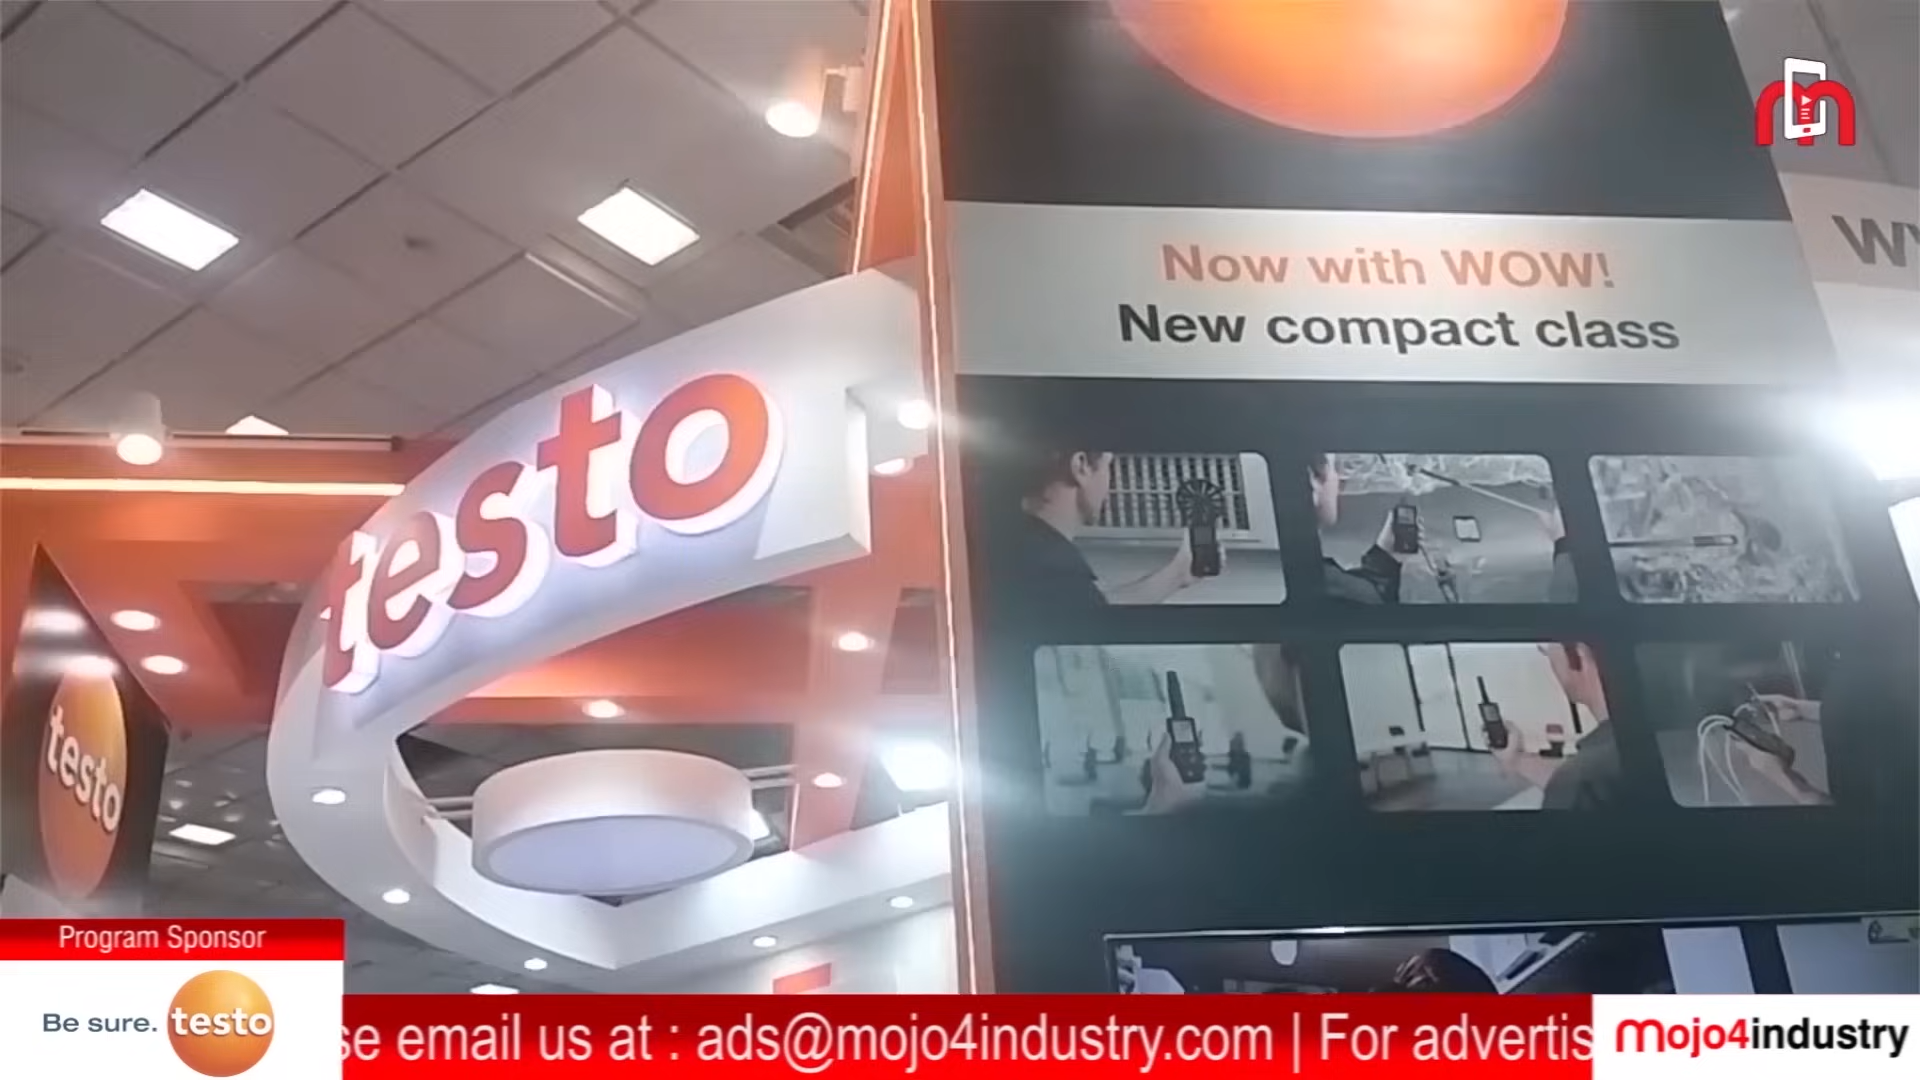 Now with WOW!
New compact class
testo
testo
Program Sponsor
Be sure. testo
se email us at : ads@mojo4industry.com | For advertis
mojo4industry